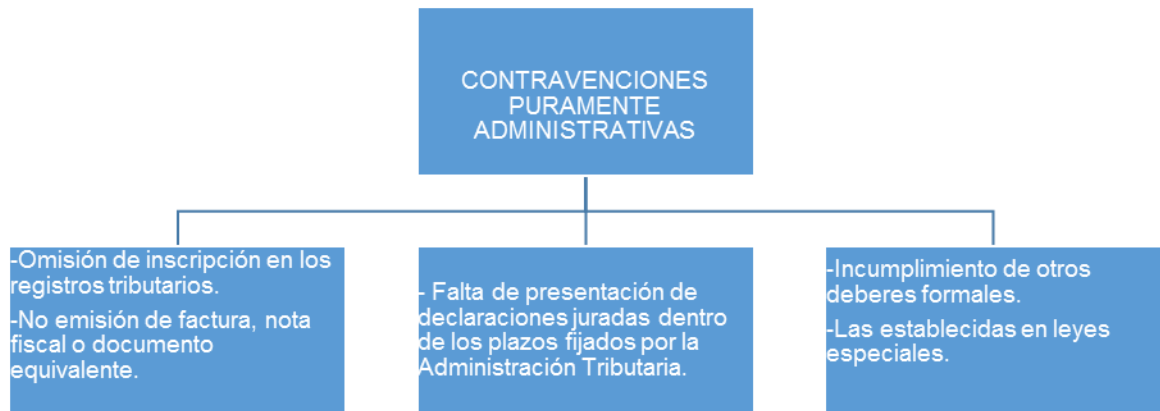 CONTRAVENCIONES
PURAMENTE
ADMINISTRATIVAS
-Omisión de inscripción en los
registros tributarios.
-No emisión de factura, nota
fiscal o documento
equivalente.
- Falta de presentación de
declaraciones juradas dentro
de los plazos fijados por la
Administración Tributaria.
-Incumplimiento de otros
deberes formales.
-Las establecidas en leyes
especiales.